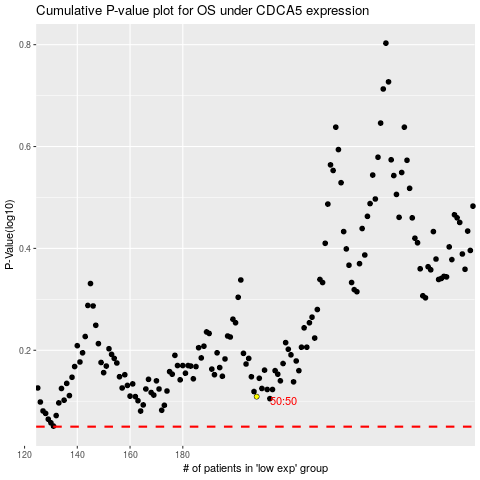 Cumulative P-value plot for OS under CDCA5 expression
P-Value(log10)
0.8
0.6
0.4
0.2
50:50
120 140 160 180
# of patients in 'low exp' group